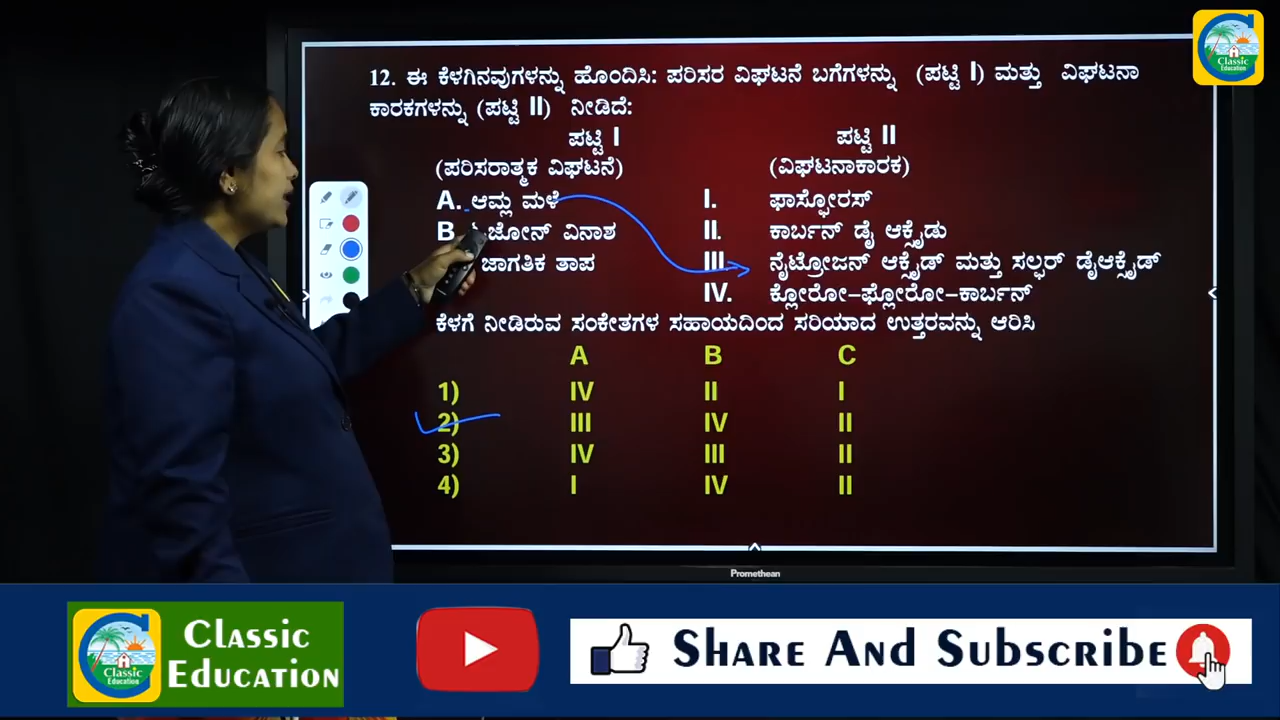 12. ಈ ಕೆಳಗಿನವುಗಳನ್ನು ಹೊಂದಿಸಿ: ಪರಿಸರ ವಿಘಟನೆ ಬಗೆಗಳನ್ನು (ಪಟ್ಟಿ I) ಮತ್ತು ವಿಘಟನಾ
ಕಾರಕಗಳನ್ನು (ಪಟ್ಟಿ II) ನೀಡಿದೆ:
ಪಟ್ಟಿ I ಪಟ್ಟಿ II
(ಪರಿಸರಾತ್ಮಕ ವಿಘಟನೆ) (ವಿಘಟನಾಕಾರಕ)
A. ಆಮ್ಲ ಮಳೆ I. ಫಾಸ್ಫೋರಸ್
B ವಿನಾಶ II. ಕಾರ್ಬನ್ ಡೈ ಆಕ್ಸೈಡು
ಜಾಗತಿಕ ತಾಪ III. ನೈಟ್ರೋಜನ್ ಆಕ್ಸೈಡ್ ಮತ್ತು ಸಲ್ಫರ್ ಡೈಆಕ್ಸೈಡ್
IV. ಕ್ಲೋರೋ–ಫ್ಲೋರೋ–ಕಾರ್ಬನ್
ಕೆಳಗೆ ನೀಡಿರುವ ಸಂಕೇತಗಳ ಸಹಾಯದಿಂದ ಸರಿಯಾದ ಉತ್ತರವನ್ನು ಆರಿಸಿ
A B C
1) IV II I
2) III IV II
3) IV III II
4) I IV II
Promethean
Classic
Education
Classic Education
Classic
Education
Share And Subscribe